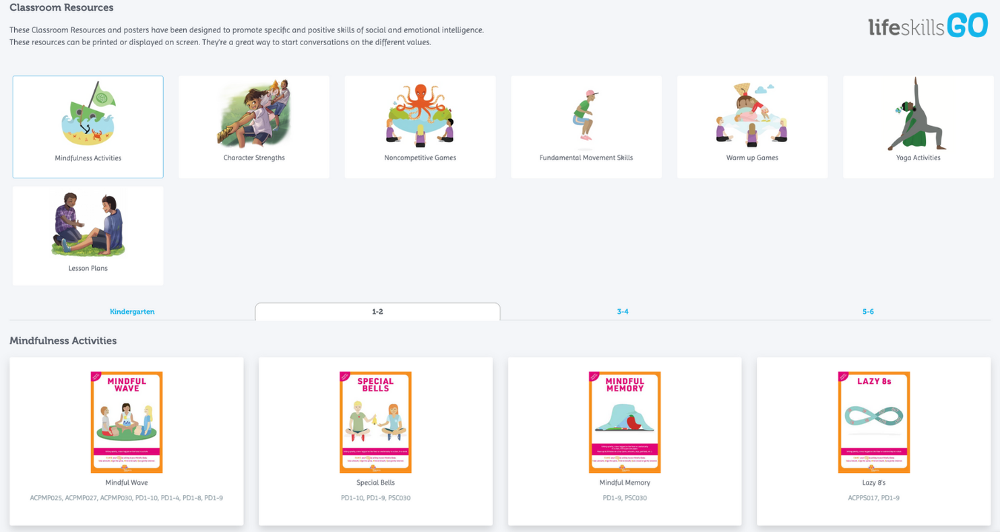 Classroom Resources
lifeskillsGO
These Classroom Resources and posters have been designed to promote specific and positive skills of social and emotional intelligence.
These resources can be printed or displayed on screen. They're a great way to start conversations on the different values.
Mindfulness Activities
Character Strengths
Noncompetitive Games
Fundamental Movement Skills
Warm up Games
Yoga Activities
Lesson Plans
Kindergarten
1-2
3-4
5-6
Mindfulness Activities
MINDFUL
WAVE
Mindful Wave
ACPMP025, ACPMP027, ACPMP030, PD1-10, PD1-4, PD1-8, PD1-9
SPECIAL
BELLS
Special Bells
PD1-10, PD1-9, PSC030
MINDFUL
MEMORY
Mindful Memory
PD1-9, PSC030
LAZY 8s
Lazy 8's
ACPPS017, PD1-9